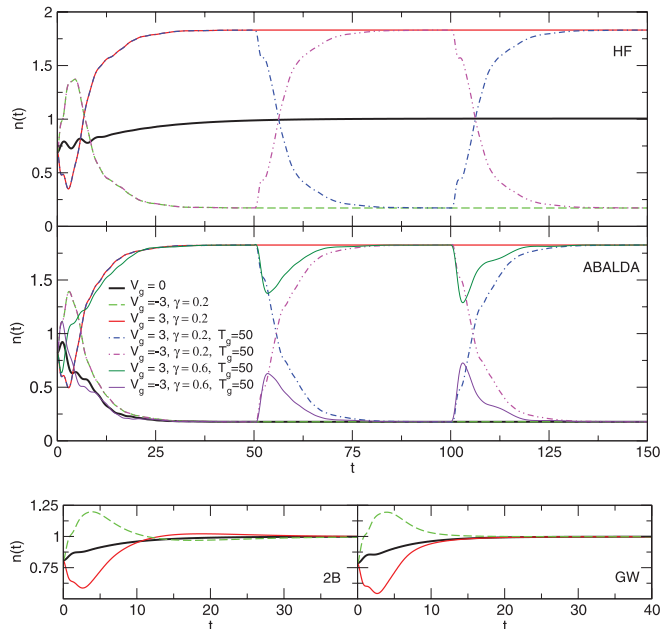 2
1.5
1
0.5
0
n(t)
HF
1.5
1
0.5
0
n(t)
ABALDA
V_g = 0
V_g=-3, γ = 0.2
V_g= 3, γ = 0.2
V_g= 3, γ = 0.2, T_g=50
V_g=-3, γ = 0.2, T_g=50
V_g= 3, γ = 0.6, T_g=50
V_g=-3, γ = 0.6, T_g=50
0 25 50 75 100 125 150
t
1.25
1
0.75
n(t)
2B
0 10 20 30
t
GW
0 10 20 30 40
t